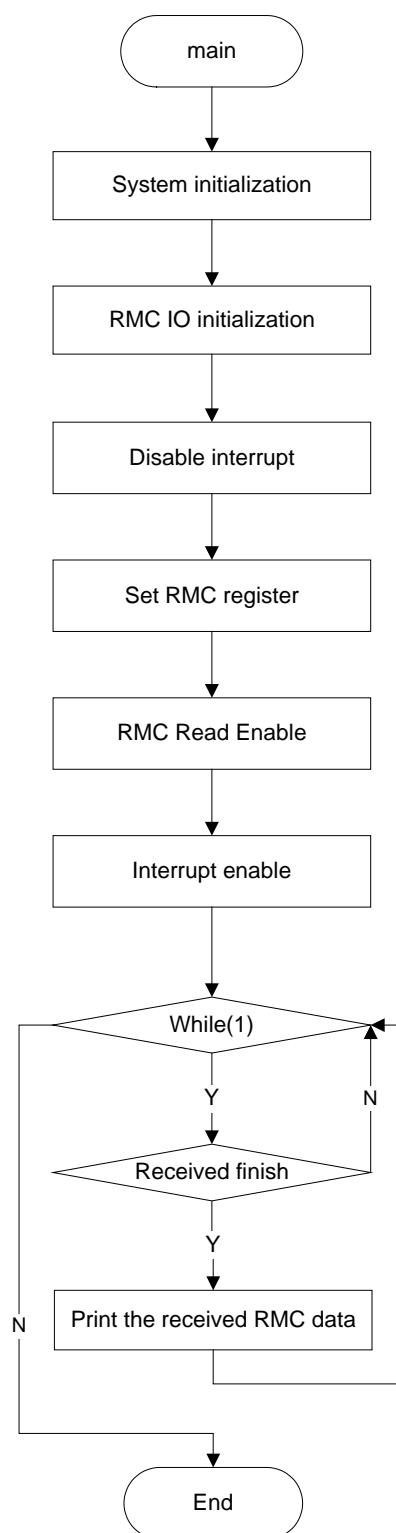 main
System initialization
RMC IO initialization
Disable interrupt
Set RMC register
RMC Read Enable
Interrupt enable
While(1)
Y
N
Received finish
Y
N
Print the received RMC data
End